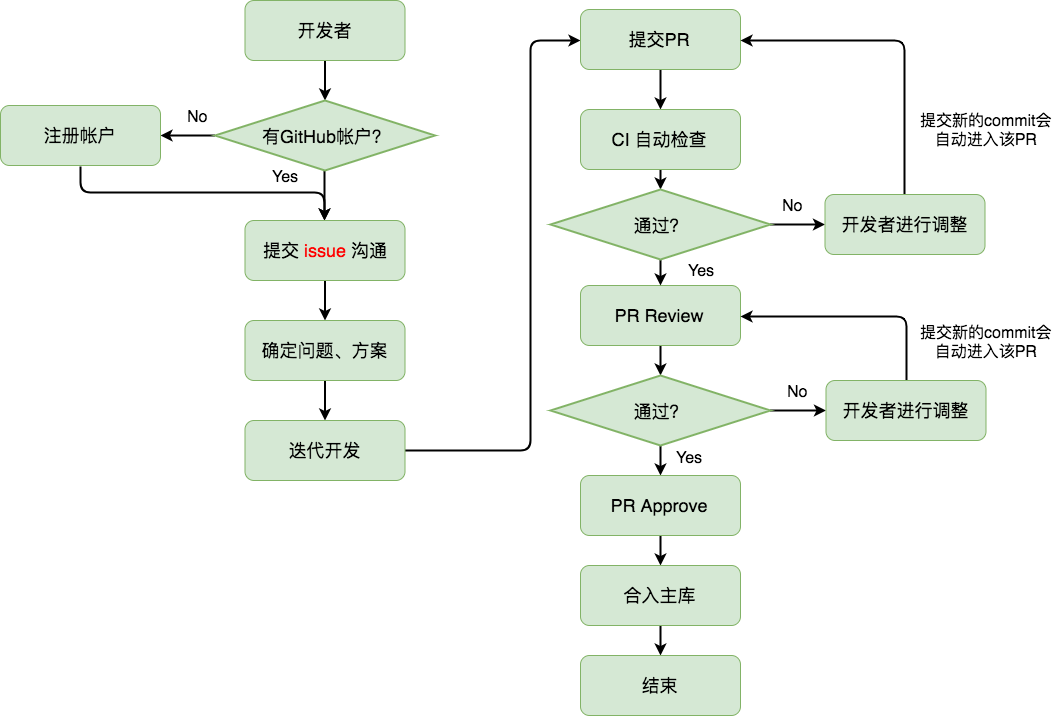 开发者
有GitHub帐户?
No
注册帐户
Yes
提交 issue 沟通
确定问题、方案
迭代开发
提交PR
CI 自动检查
通过?
No
开发者进行调整
提交新的commit会
自动进入该PR
Yes
PR Review
通过?
No
开发者进行调整
提交新的commit会
自动进入该PR
Yes
PR Approve
合入主库
结束